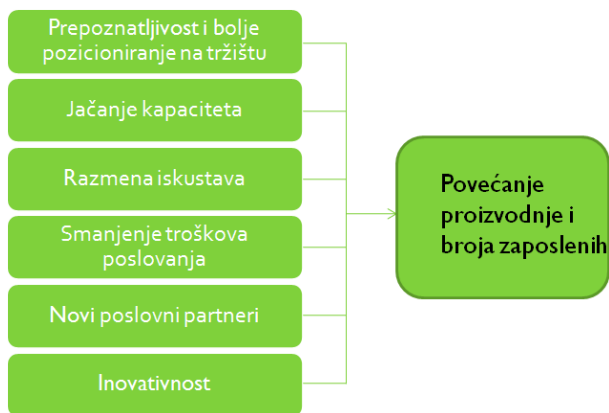 Prepoznatljivost i bolje
pozicioniranje na tržištu
Jačanje kapaciteta
Razmena iskustava
Smanjenje troškova
poslovanja
Novi poslovni partneri
Inovativnost
Povećanje
proizvodnje i
broja zaposlenih